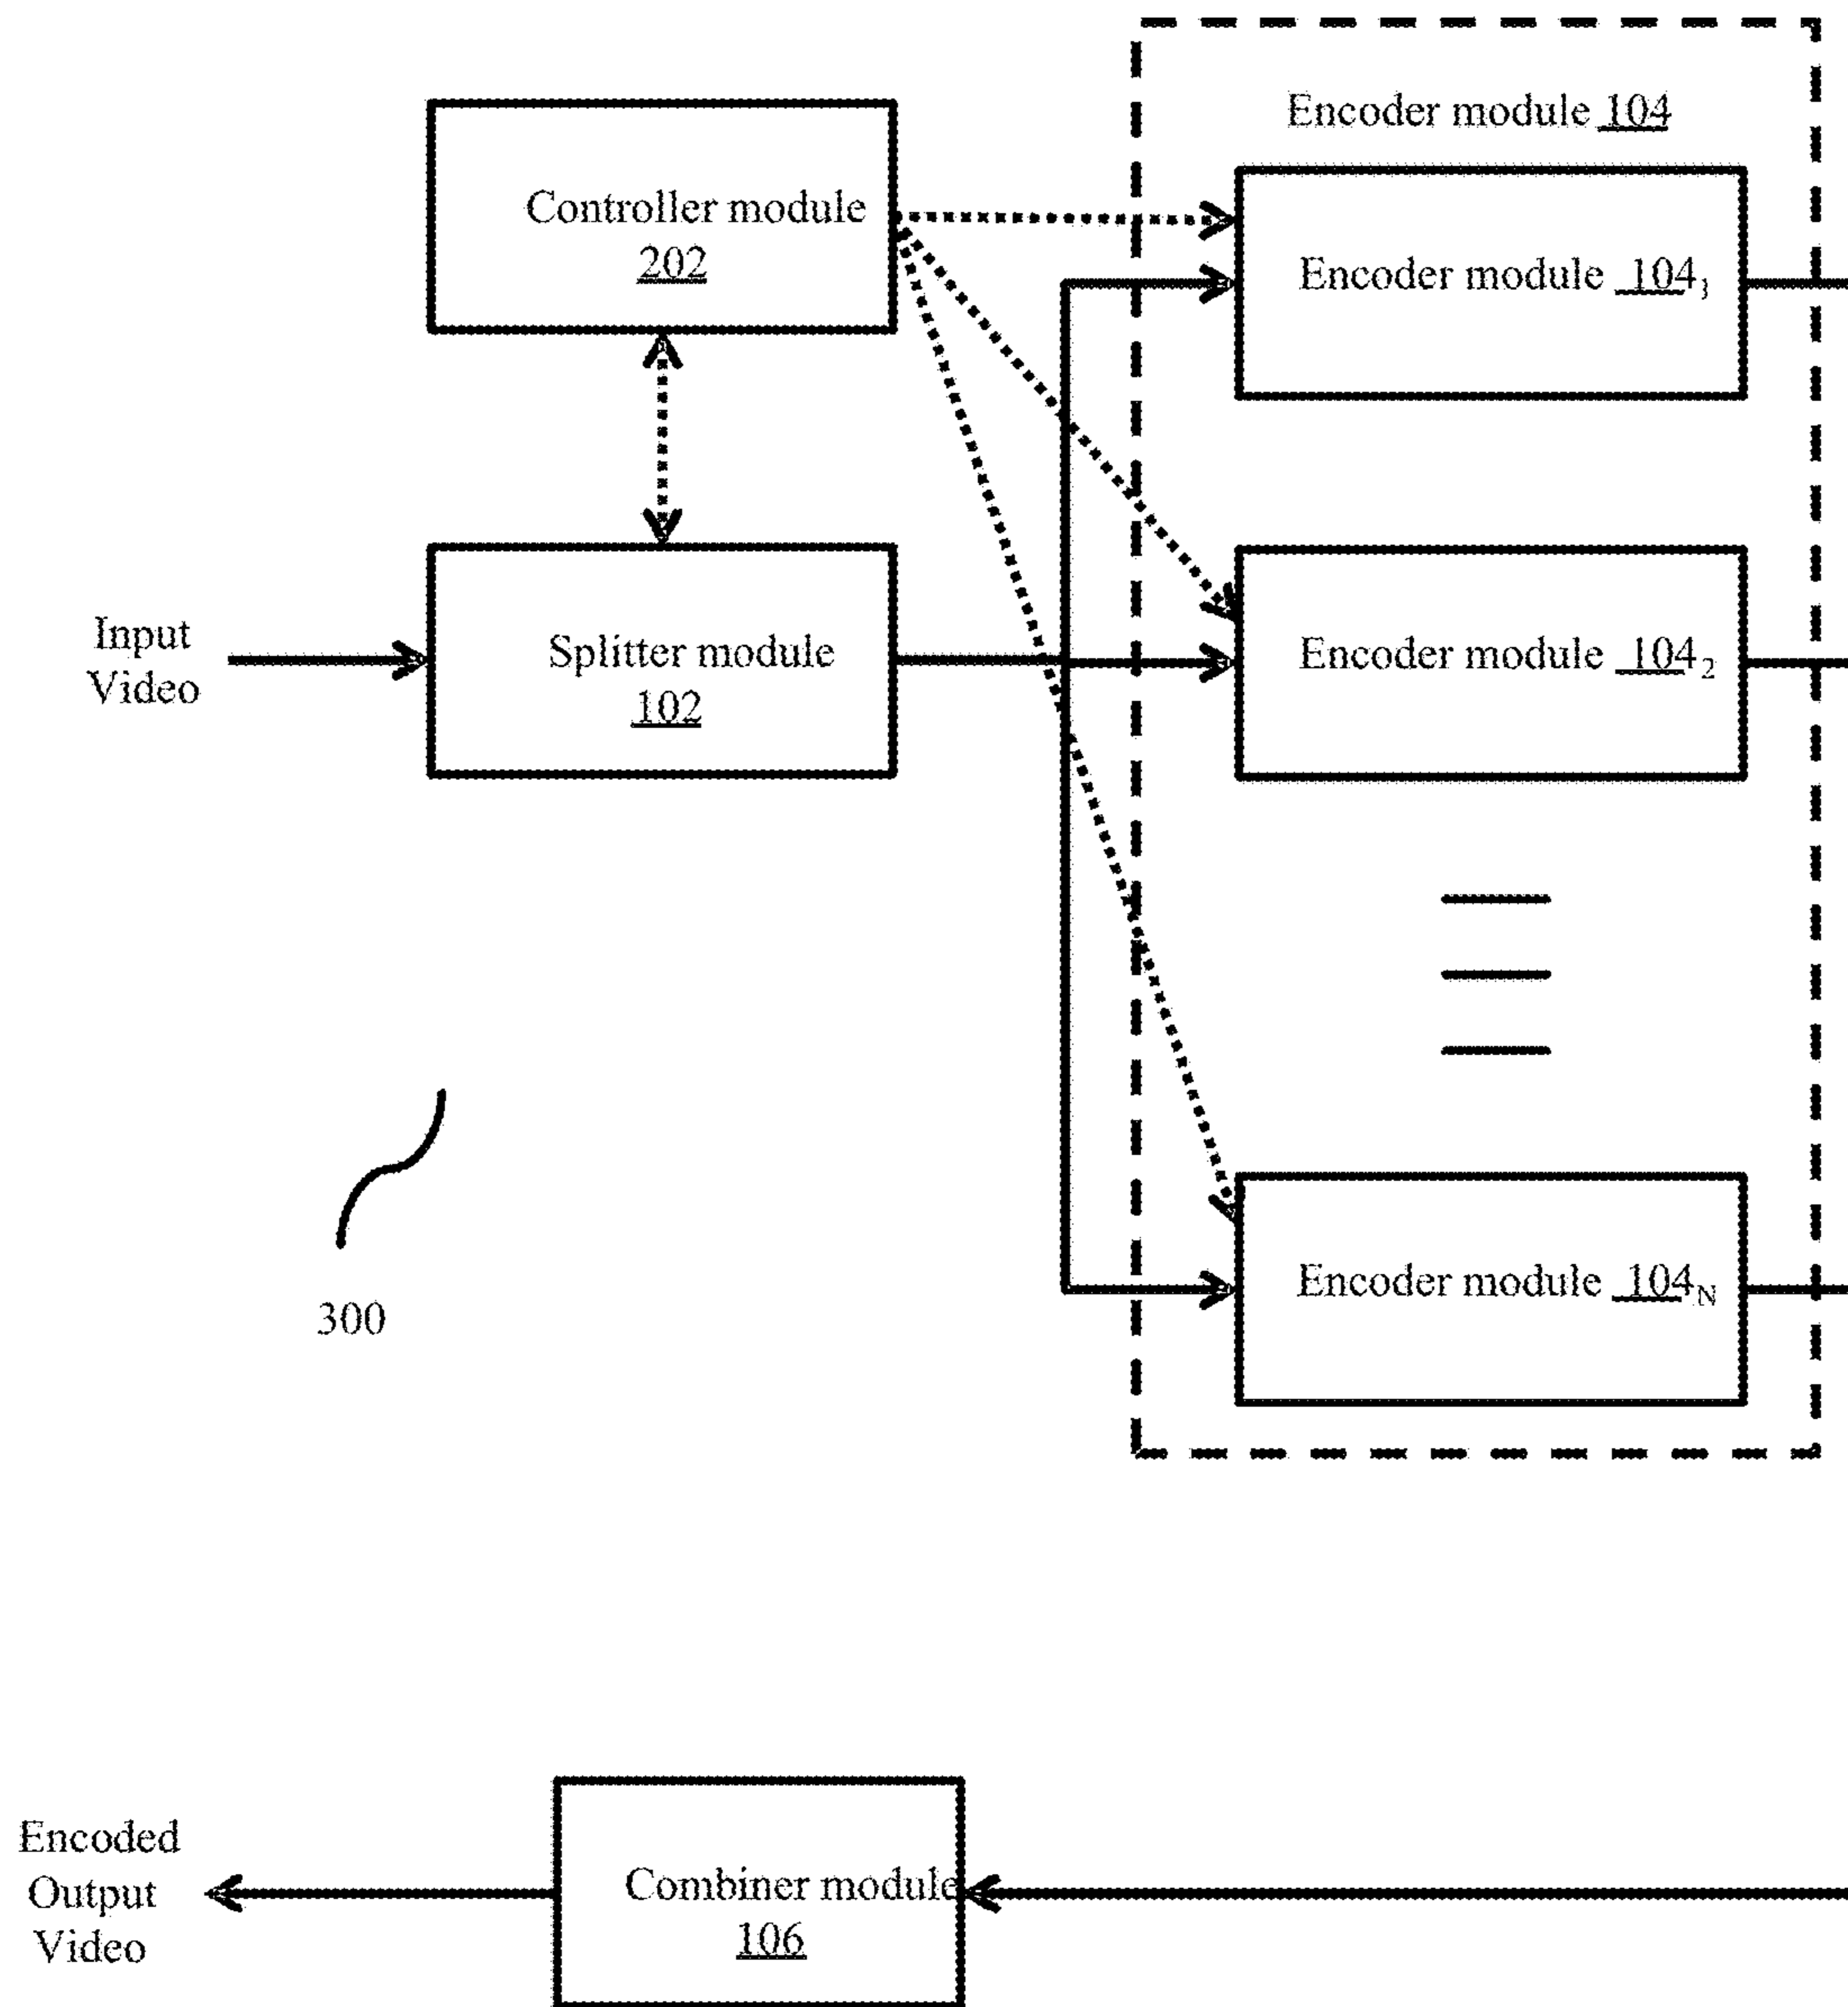 Encoder module 104
Controller module
202
Encoder module 104₁
Input
Video
Splitter module
102
Encoder module 104₂
Encoder module 104N
300
Encoded
Output
Video
Combiner module
106